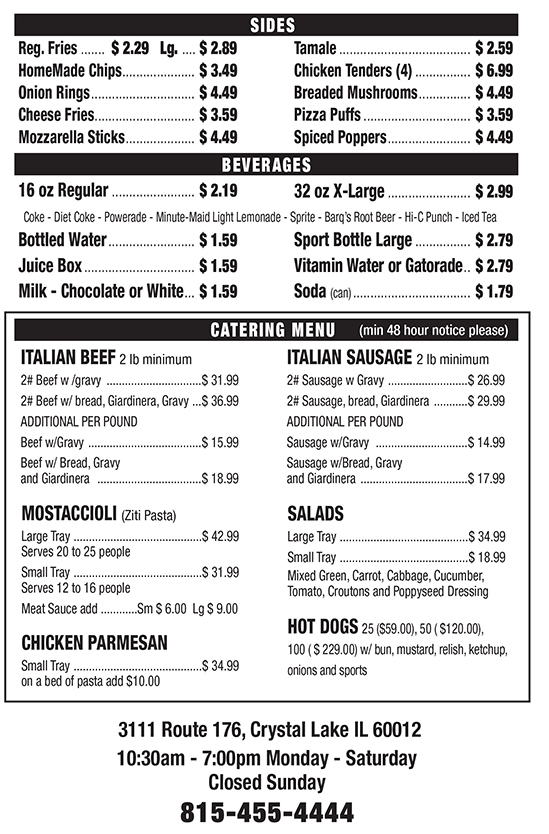 SIDES
Reg. Fries ....... $ 2.29 Lg. .... $ 2.89
HomeMade Chips......................... $ 3.49
Onion Rings................................... $ 4.49
Cheese Fries.................................. $ 3.59
Mozzarella Sticks........................ $ 4.49
Tamale ............................................ $ 2.59
Chicken Tenders (4) ................... $ 6.99
Breaded Mushrooms.................. $ 4.49
Pizza Puffs .................................... $ 3.59
Spiced Poppers............................ $ 4.49
BEVERAGES
16 oz Regular ............................ $ 2.19
32 oz X-Large ............................ $ 2.99
Coke - Diet Coke - Powerade - Minute-Maid Light Lemonade - Sprite - Barq's Root Beer - Hi-C Punch - Iced Tea
Bottled Water............................. $ 1.59
Juice Box ..................................... $ 1.59
Milk - Chocolate or White... $ 1.59
Sport Bottle Large .................... $ 2.79
Vitamin Water or Gatorade.. $ 2.79
Soda (can) ................................... $ 1.79
CATERING MENU (min 48 hour notice please)
ITALIAN BEEF 2 lb minimum
2# Beef w /gravy ...............................$ 31.99
2# Beef w/ bread, Giardinera, Gravy ...$ 36.99
ADDITIONAL PER POUND
Beef w/Gravy .....................................$ 15.99
Beef w/ Bread, Gravy
and Giardinera ..................................$ 18.99
MOSTACCIOLI (Ziti Pasta)
Large Tray ..........................................$ 42.99
Serves 20 to 25 people
Small Tray ..........................................$ 31.99
Serves 12 to 16 people
Meat Sauce add ............Sm $ 6.00 Lg $ 9.00
CHICKEN PARMESAN
Small Tray ..........................................$ 34.99
on a bed of pasta add $10.00
ITALIAN SAUSAGE 2 lb minimum
2# Sausage w Gravy ..........................$ 26.99
2# Sausage, bread, Giardinera ...........$ 29.99
ADDITIONAL PER POUND
Sausage w/Gravy ..............................$ 14.99
Sausage w/Bread, Gravy
and Giardinera ...................................$ 17.99
SALADS
Large Tray ...........................................$ 34.99
Small Tray ...........................................$ 18.99
Mixed Green, Carrot, Cabbage, Cucumber,
Tomato, Croutons and Poppyseed Dressing
HOT DOGS 25 ($59.00), 50 ( $120.00),
100 ( $ 229.00) w/ bun, mustard, relish, ketchup,
onions and sports
3111 Route 176, Crystal Lake IL 60012
10:30am - 7:00pm Monday - Saturday
Closed Sunday
815-455-4444